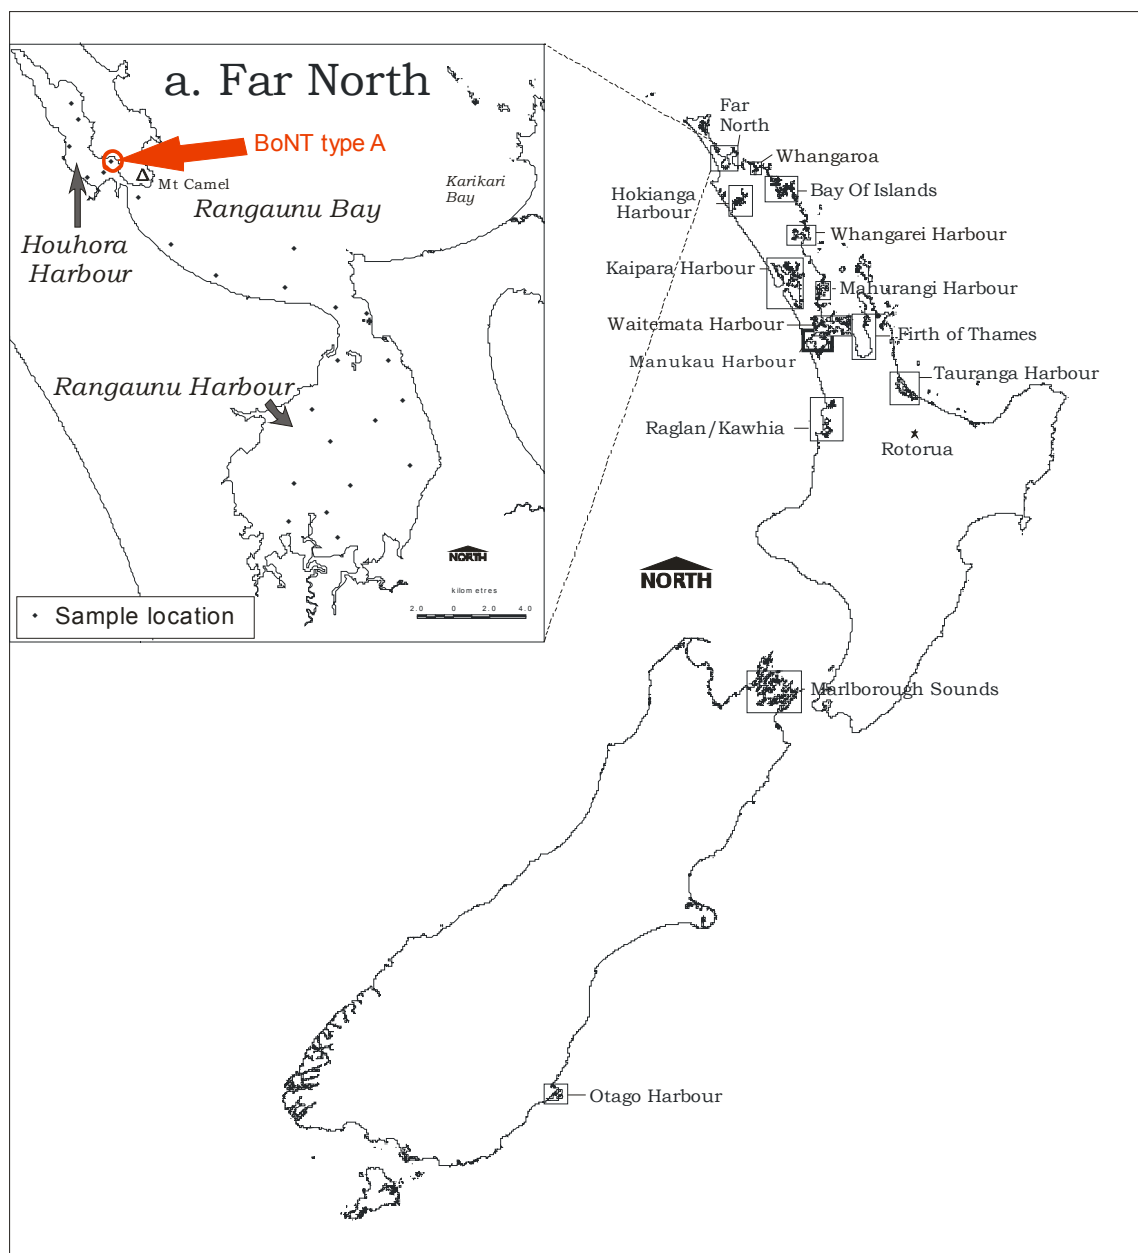 a. Far North
BoNT type A
Mt Camel
Karikari
Bay
Rangaunu Bay
Houhora
Harbour
Rangaunu Harbour
NORTH
kilometres
2.0 0 2.0 4.0
Sample location
Far
North
Whangaroa
Hokianga
Harbour
Bay Of Islands
Whangarei Harbour
Kaipara Harbour
Mahurangi Harbour
Waitemata Harbour
Firth of Thames
Manukau Harbour
Tauranga Harbour
Raglan/Kawhia
Rotorua
NORTH
Marlborough Sounds
Otago Harbour